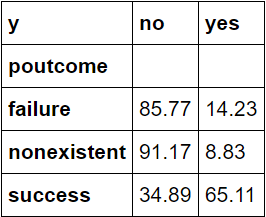 y no yes
poutcome
failure 85.77 14.23
nonexistent 91.17 8.83
success 34.89 65.11